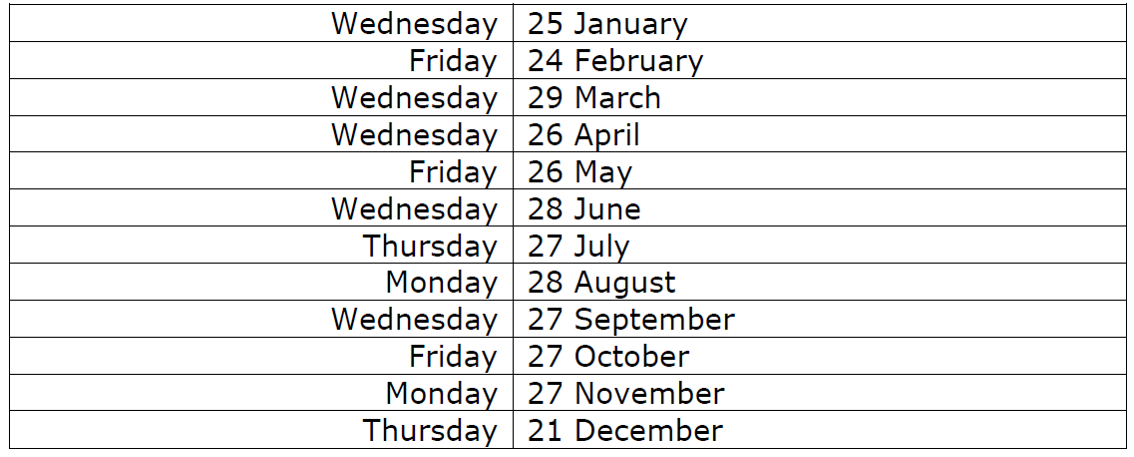 Wednesday 25 January
Friday 24 February
Wednesday 29 March
Wednesday 26 April
Friday 26 May
Wednesday 28 June
Thursday 27 July
Monday 28 August
Wednesday 27 September
Friday 27 October
Monday 27 November
Thursday 21 December